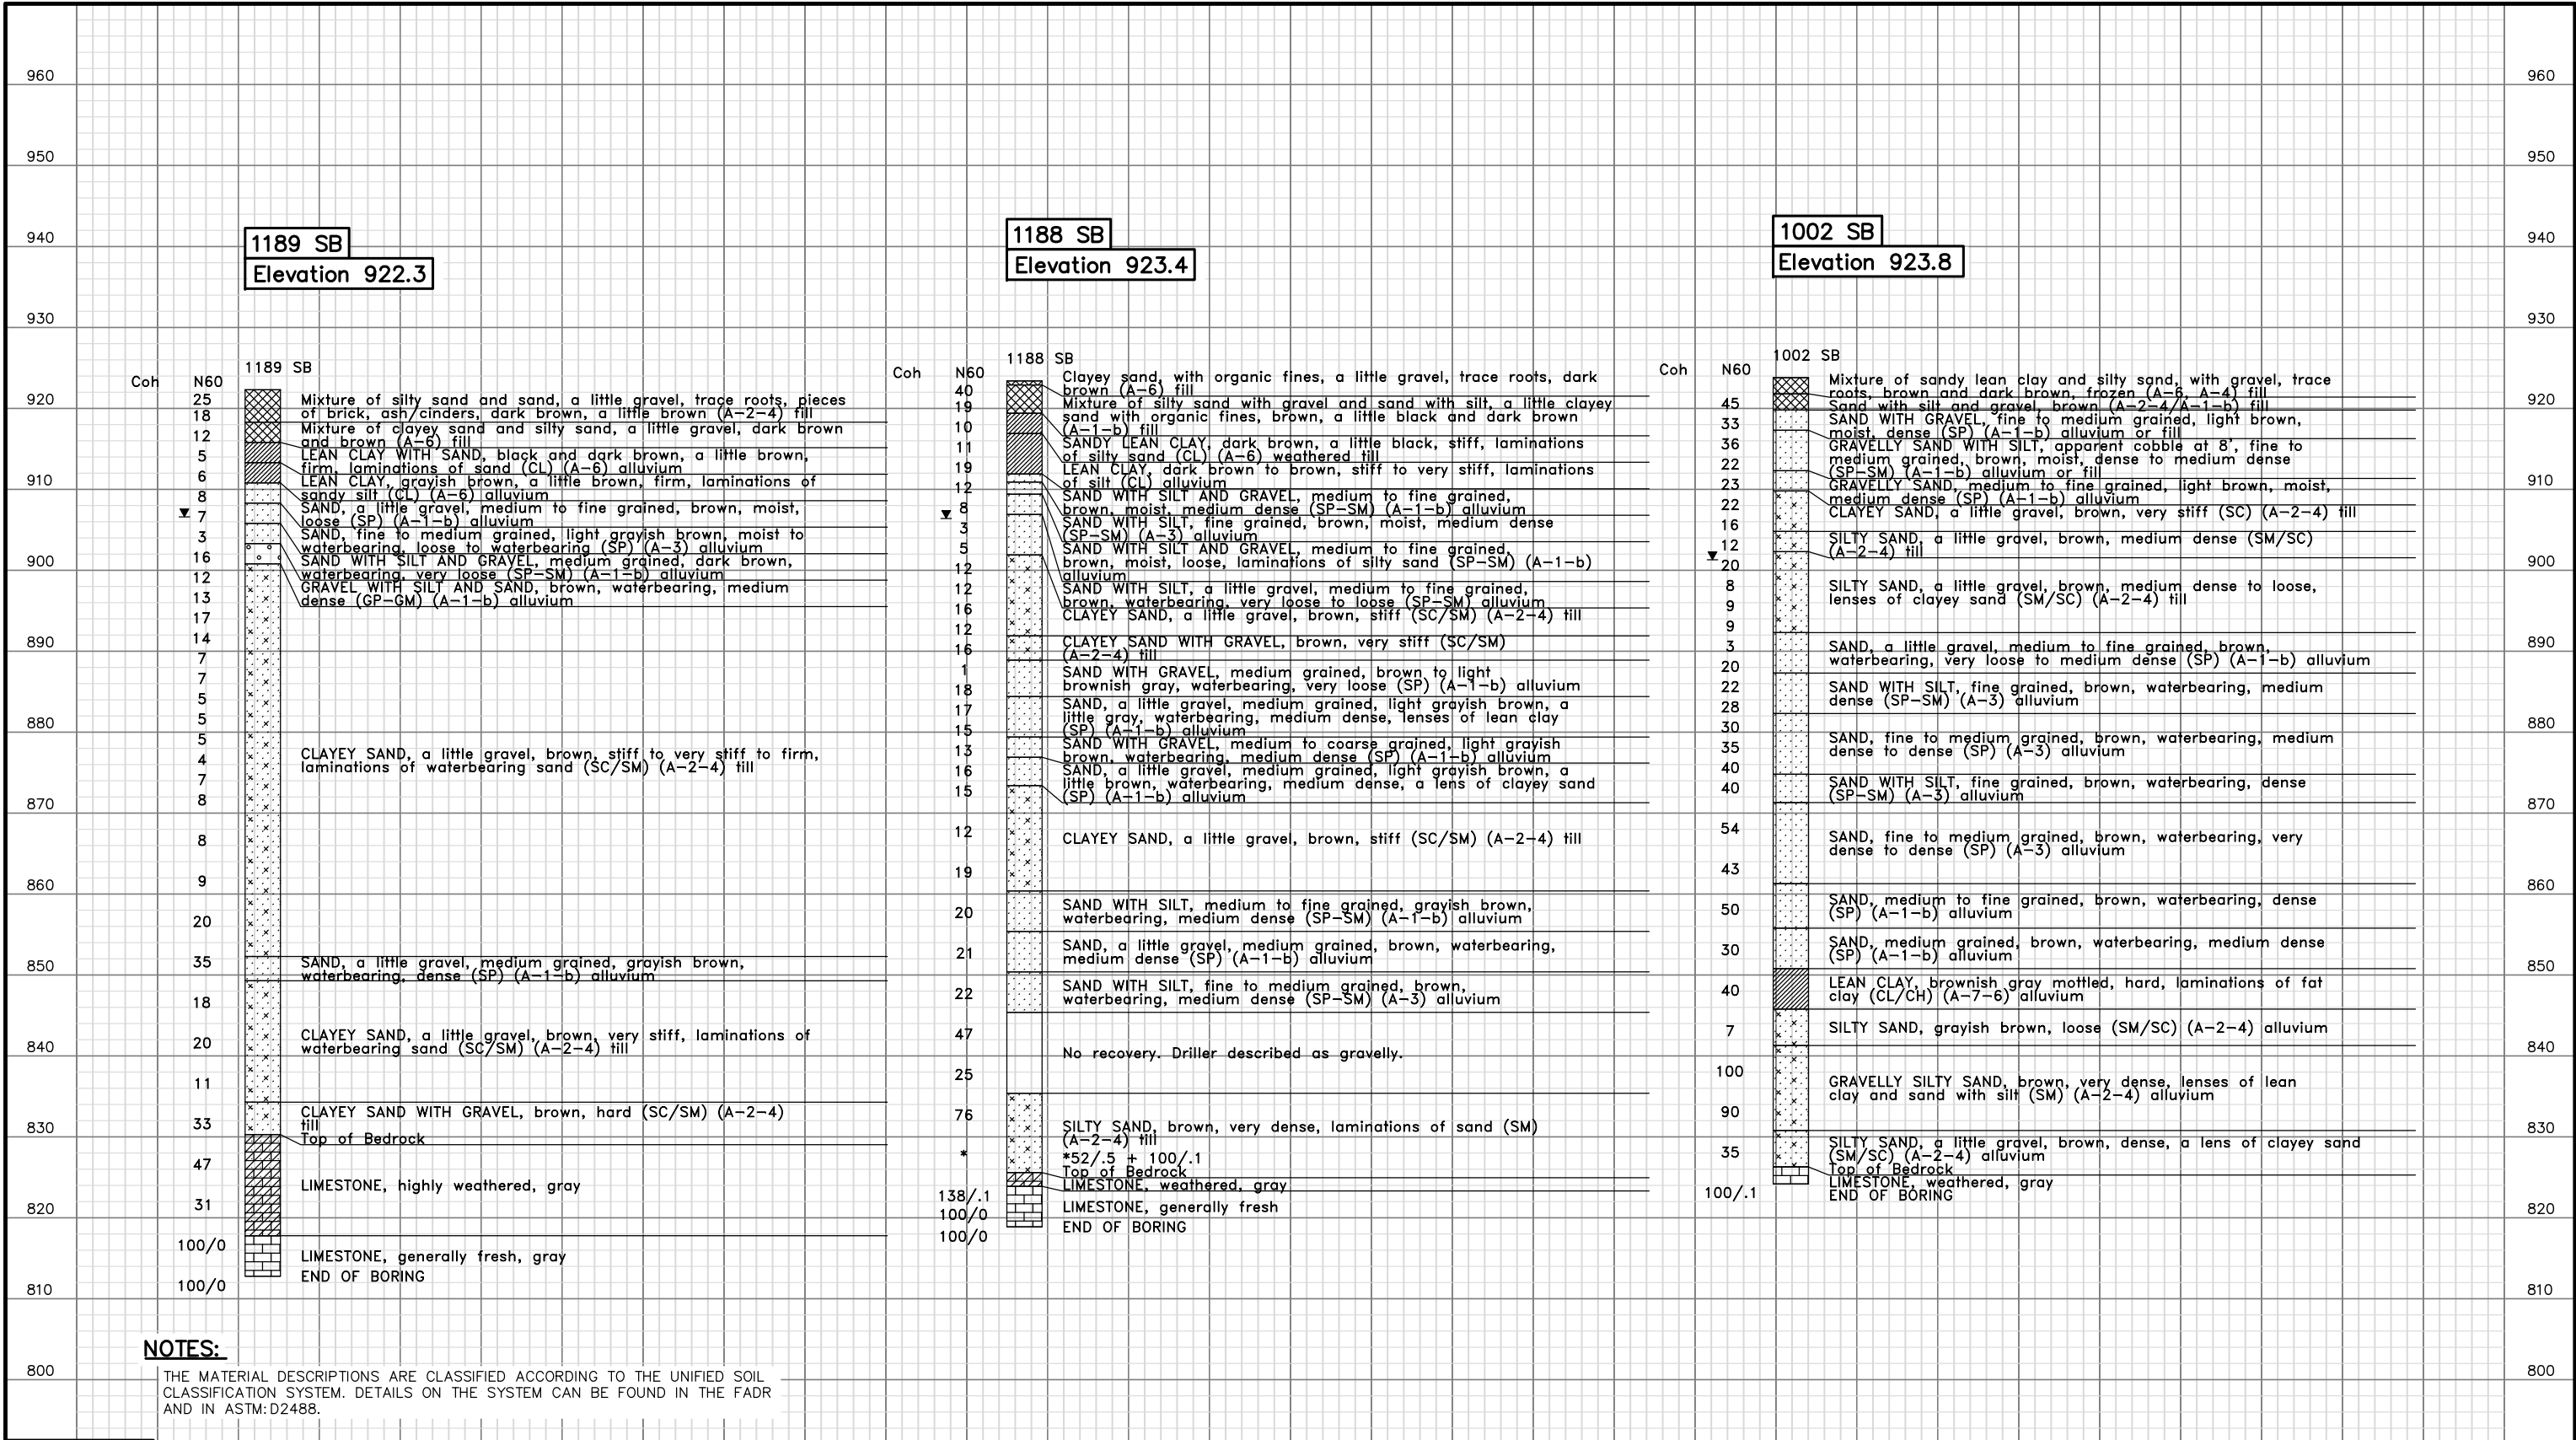 960
950
940
930
920
910
900
890
880
870
860
850
840
830
820
810
800
1189 SB
Elevation 922.3
1189 SB
Coh N60
25
18
12
5
6
8
7
3
16
12
13
17
14
7
7
5
5
5
4
7
8
8
9
20
35
18
20
11
33
47
31
100/0
100/0
Mixture of silty sand and sand, a little gravel, trace roots, pieces
of brick, ash/cinders, dark brown, a little brown (A-2-4) fill
Mixture of clayey sand and silty sand, a little gravel, dark brown
and brown (A-6) fill
LEAN CLAY WITH SAND, black and dark brown, a little brown,
firm, laminations of sand (CL) (A-6) alluvium
LEAN CLAY, grayish brown, a little brown, firm, laminations of
sandy silt (CL) (A-6) alluvium
SAND, a little gravel, medium to fine grained, brown, moist,
loose (SP) (A-1-b) alluvium
SAND, fine to medium grained, light grayish brown, moist to
waterbearing, loose to waterbearing (SP) (A-3) alluvium
SAND WITH SILT AND GRAVEL, medium grained, dark brown,
waterbearing, very loose (SP-SM) (A-1-b) alluvium
GRAVEL WITH SILT AND SAND, brown, waterbearing, medium
dense (GP-GM) (A-1-b) alluvium
CLAYEY SAND, a little gravel, brown, stiff to very stiff to firm,
laminations of waterbearing sand (SC/SM) (A-2-4) till
SAND, a little gravel, medium grained, grayish brown,
waterbearing, dense (SP) (A-1-b) alluvium
CLAYEY SAND, a little gravel, brown, very stiff, laminations of
waterbearing sand (SC/SM) (A-2-4) till
CLAYEY SAND WITH GRAVEL, brown, hard (SC/SM) (A-2-4)
till
Top of Bedrock
LIMESTONE, highly weathered, gray
LIMESTONE, generally fresh, gray
END OF BORING
1188 SB
Elevation 923.4
1188 SB
Coh N60
40
19
10
11
19
12
8
3
5
12
12
16
12
16
1
18
17
15
13
16
15
12
19
20
21
22
47
25
76
*
138/.1
100/0
100/0
Clayey sand, with organic fines, a little gravel, trace roots, dark
brown (A-6) fill
Mixture of silty sand with gravel and sand with silt, a little clayey
sand with organic fines, brown, a little black and dark brown
(A-1-b) fill
SANDY LEAN CLAY, dark brown, a little black, stiff, laminations
of silty sand (CL) (A-6) weathered till
LEAN CLAY, dark brown to brown, stiff to very stiff, laminations
of silt (CL) alluvium
SAND WITH SILT AND GRAVEL, medium to fine grained,
brown, moist, medium dense (SP-SM) (A-1-b) alluvium
SAND WITH SILT, fine grained, brown, moist, medium dense
(SP-SM) (A-3) alluvium
SAND WITH SILT AND GRAVEL, medium to fine grained,
brown, moist, loose, laminations of silty sand (SP-SM) (A-1-b)
alluvium
SAND WITH SILT, a little gravel, medium to fine grained,
brown, waterbearing, very loose to loose (SP-SM) alluvium
CLAYEY SAND, a little gravel, brown, stiff (SC/SM) (A-2-4) till
CLAYEY SAND WITH GRAVEL, brown, very stiff (SC/SM)
(A-2-4) till
SAND WITH GRAVEL, medium grained, brown to light
brownish gray, waterbearing, very loose (SP) (A-1-b) alluvium
SAND, a little gravel, medium grained, light grayish brown, a
little gray, waterbearing, medium dense, lenses of lean clay
(SP) (A-1-b) alluvium
SAND WITH GRAVEL, medium to coarse grained, light grayish
brown, waterbearing, medium dense (SP) (A-1-b) alluvium
SAND, a little gravel, medium grained, light grayish brown, a
little brown, waterbearing, medium dense, a lens of clayey sand
(SP) (A-1-b) alluvium
CLAYEY SAND, a little gravel, brown, stiff (SC/SM) (A-2-4) till
SAND WITH SILT, medium to fine grained, grayish brown,
waterbearing, medium dense (SP-SM) (A-1-b) alluvium
SAND, a little gravel, medium grained, brown, waterbearing,
medium dense (SP) (A-1-b) alluvium
SAND WITH SILT, fine to medium grained, brown,
waterbearing, medium dense (SP-SM) (A-3) alluvium
No recovery. Driller described as gravelly.
SILTY SAND, brown, very dense, laminations of sand (SM)
(A-2-4) till
*52/.5 + 100/.1
Top of Bedrock
LIMESTONE, weathered, gray
LIMESTONE, generally fresh
END OF BORING
1002 SB
Elevation 923.8
1002 SB
Coh N60
45
33
36
22
23
22
16
12
20
8
9
9
3
20
22
28
30
35
40
40
54
43
50
30
40
7
100
90
35
100/.1
Mixture of sandy lean clay and silty sand, with gravel, trace
roots, brown and dark brown, frozen (A-6, A-4) fill
Sand with silt and gravel, brown (A-2-4/A-1-b) fill
SAND WITH GRAVEL, fine to medium grained, light brown,
moist, dense (SP) (A-1-b) alluvium or fill
GRAVELLY SAND WITH SILT, apparent cobble at 8', fine to
medium grained, brown, moist, dense to medium dense
(SP-SM) (A-1-b) alluvium or fill
GRAVELLY SAND, medium to fine grained, light brown, moist,
medium dense (SP) (A-1-b) alluvium
CLAYEY SAND, a little gravel, brown, very stiff (SC) (A-2-4) till
SILTY SAND, a little gravel, brown, medium dense (SM/SC)
(A-2-4) till
SILTY SAND, a little gravel, brown, medium dense to loose,
lenses of clayey sand (SM/SC) (A-2-4) till
SAND, a little gravel, medium to fine grained, brown,
waterbearing, very loose to medium dense (SP) (A-1-b) alluvium
SAND WITH SILT, fine grained, brown, waterbearing, medium
dense (SP-SM) (A-3) alluvium
SAND, fine to medium grained, brown, waterbearing, medium
dense to dense (SP) (A-3) alluvium
SAND WITH SILT, fine grained, brown, waterbearing, dense
(SP-SM) (A-3) alluvium
SAND, fine to medium grained, brown, waterbearing, very
dense to dense (SP) (A-3) alluvium
SAND, medium to fine grained, brown, waterbearing, dense
(SP) (A-1-b) alluvium
SAND, medium grained, brown, waterbearing, medium dense
(SP) (A-1-b) alluvium
LEAN CLAY, brownish gray mottled, hard, laminations of fat
clay (CL/CH) (A-7-6) alluvium
SILTY SAND, grayish brown, loose (SM/SC) (A-2-4) alluvium
GRAVELLY SILTY SAND, brown, very dense, lenses of lean
clay and sand with silt (SM) (A-2-4) alluvium
SILTY SAND, a little gravel, brown, dense, a lens of clayey sand
(SM/SC) (A-2-4) alluvium
Top of Bedrock
LIMESTONE, weathered, gray
END OF BORING
960
950
940
930
920
910
900
890
880
870
860
850
840
830
820
810
800
NOTES:
THE MATERIAL DESCRIPTIONS ARE CLASSIFIED ACCORDING TO THE UNIFIED SOIL
CLASSIFICATION SYSTEM. DETAILS ON THE SYSTEM CAN BE FOUND IN THE FADR
AND IN ASTM:D2488.